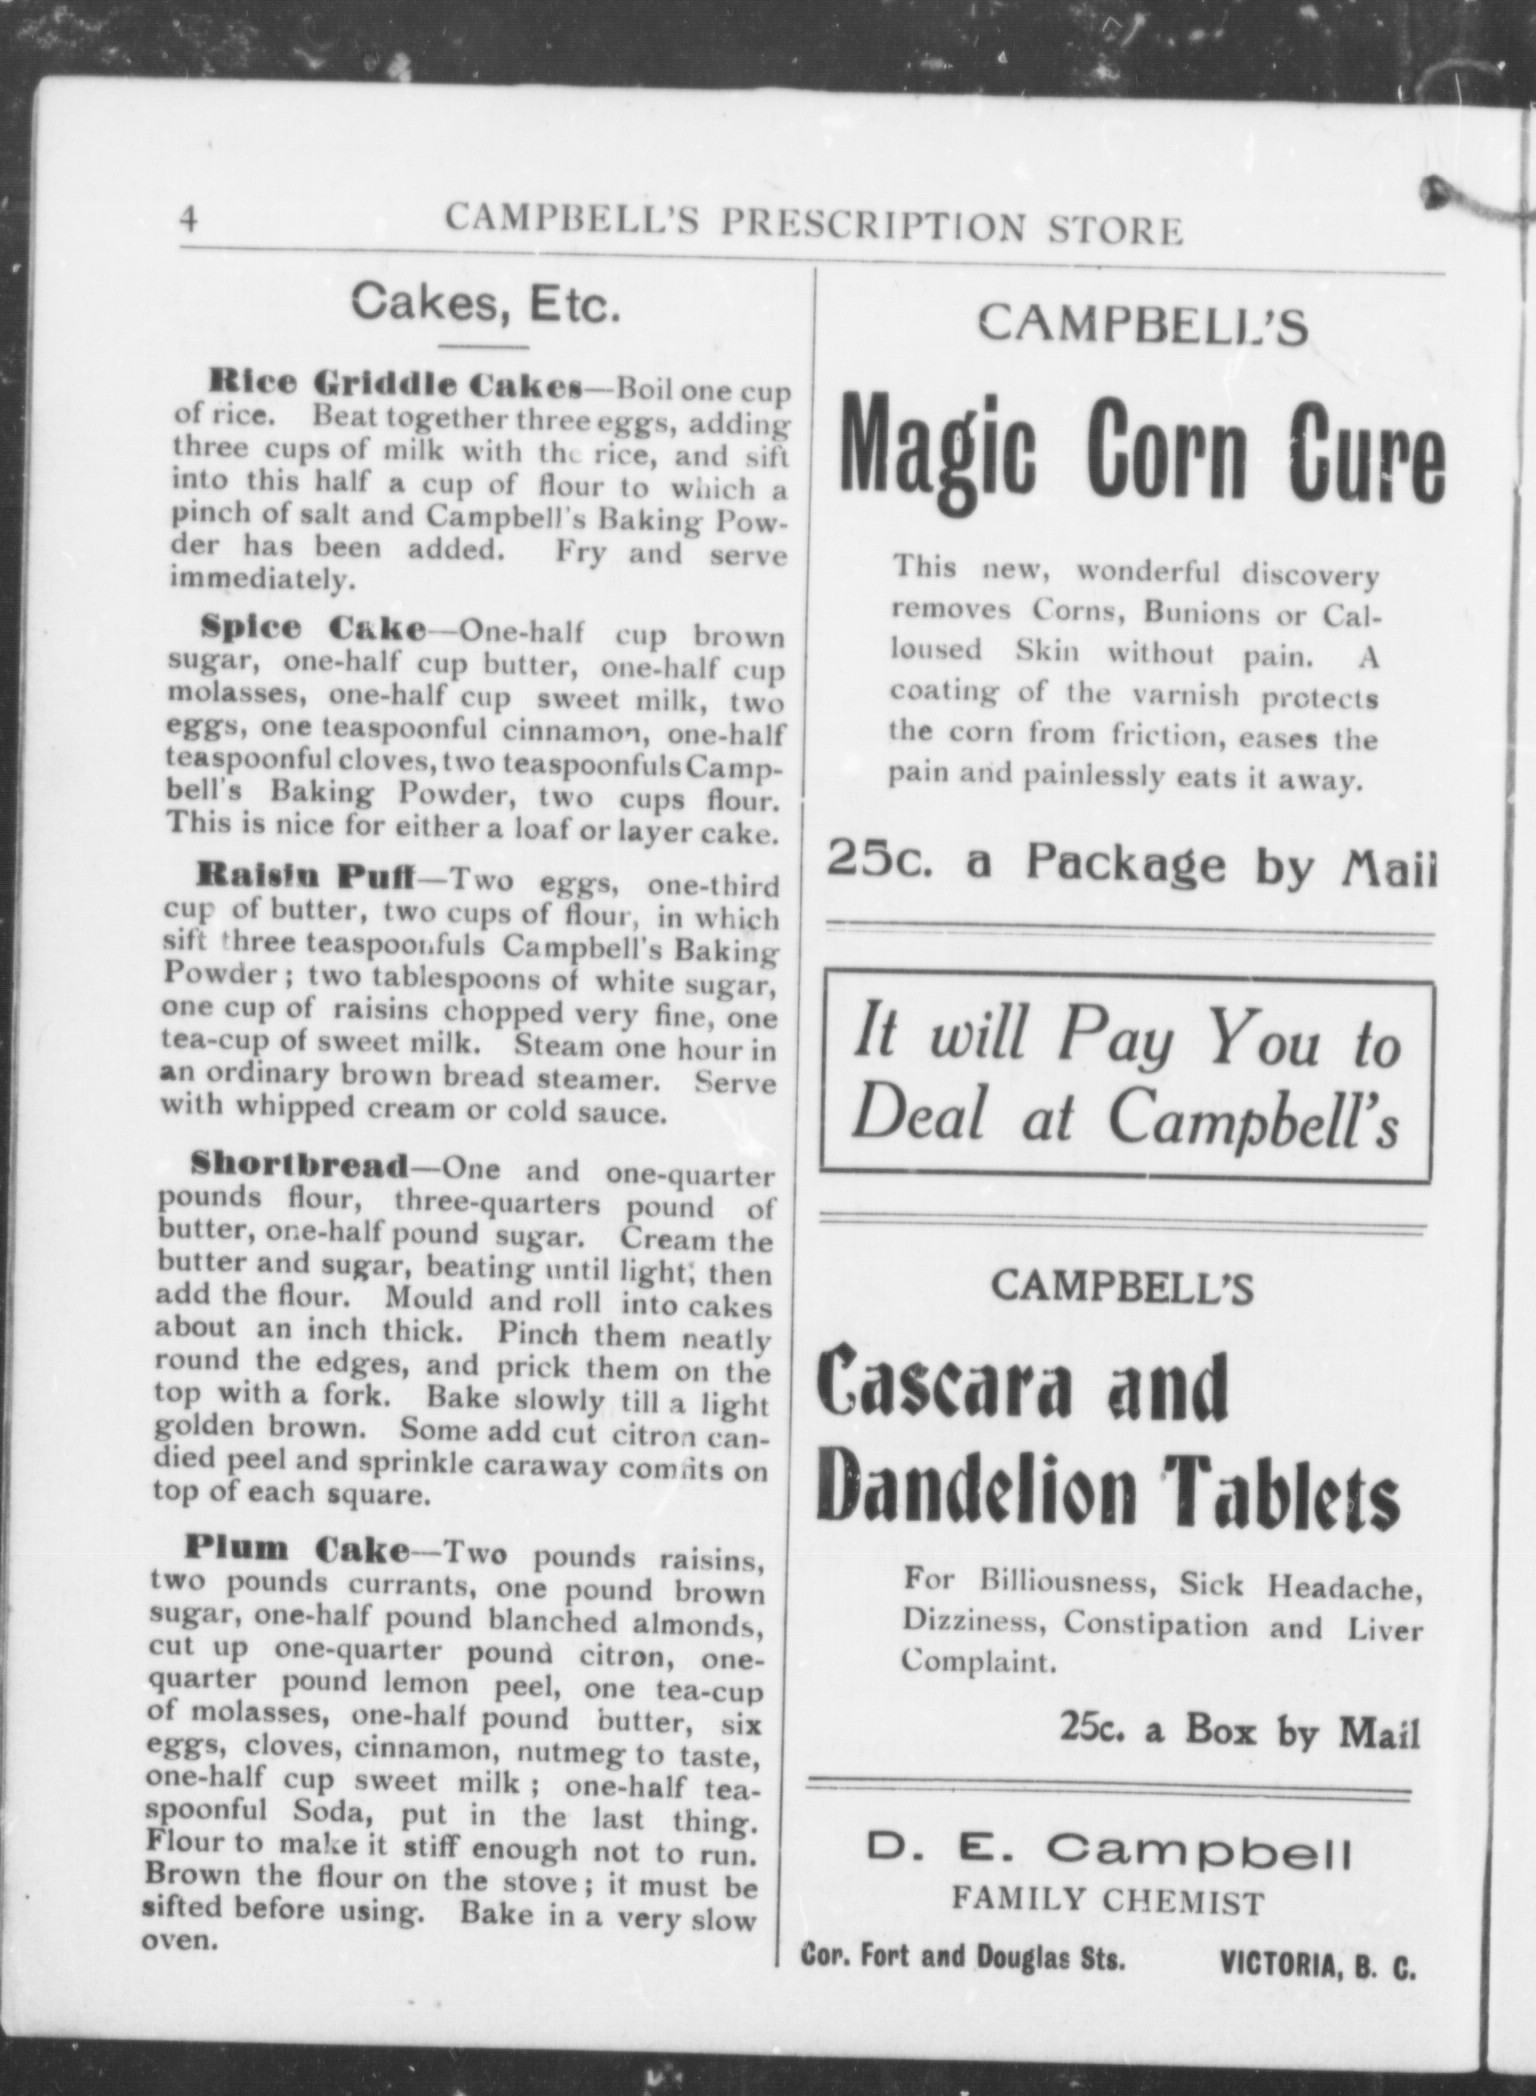 4
CAMPBELL'S PRESCRIPTION STORE
Cakes, Etc.
Rice Griddle Cakes—Boil one cup
of rice. Beat together three eggs, adding
three cups of milk with the rice, and sift
into this half a cup of flour to which a
pinch of salt and Campbell's Baking Pow-
der has been added. Fry and serve
immediately.
Spice Cake—One-half cup brown
sugar, one-half cup butter, one-half cup
molasses, one-half cup sweet milk, two
eggs, one teaspoonful cinnamon, one-half
teaspoonful cloves, two teaspoonfuls Camp-
bell's Baking Powder, two cups flour.
This is nice for either a loaf or layer cake.
Raisin Puff—Two eggs, one-third
cup of butter, two cups of flour, in which
sift three teaspoonfuls Campbell's Baking
Powder; two tablespoons of white sugar,
one cup of raisins chopped very fine, one
tea-cup of sweet milk. Steam one hour in
an ordinary brown bread steamer. Serve
with whipped cream or cold sauce.
Shortbread—One and one-quarter
pounds flour, three-quarters pound of
butter, one-half pound sugar. Cream the
butter and sugar, beating until light; then
add the flour. Mould and roll into cakes
about an inch thick. Pinch them neatly
round the edges, and prick them on the
top with a fork. Bake slowly till a light
golden brown. Some add cut citron can-
died peel and sprinkle caraway comfits on
top of each square.
Plum Cake—Two pounds raisins,
two pounds currants, one pound brown
sugar, one-half pound blanched almonds,
cut up one-quarter pound citron, one-
quarter pound lemon peel, one tea-cup
of molasses, one-half pound butter, six
eggs, cloves, cinnamon, nutmeg to taste,
one-half cup sweet milk; one-half tea-
spoonful Soda, put in the last thing.
Flour to make it stiff enough not to run.
Brown the flour on the stove; it must be
sifted before using. Bake in a very slow
oven.
CAMPBELL'S
Magic Corn Cure
This new, wonderful discovery
removes Corns, Bunions or Cal-
loused Skin without pain. A
coating of the varnish protects
the corn from friction, eases the
pain and painlessly eats it away.
25c. a Package by Mail
It will Pay You to
Deal at Campbell's
CAMPBELL'S
Cascara and
Dandelion Tablets
For Billiousness, Sick Headache,
Dizziness, Constipation and Liver
Complaint.
25c. a Box by Mail
D. E. Campbell
FAMILY CHEMIST
Cor. Fort and Douglas Sts. VICTORIA, B. C.